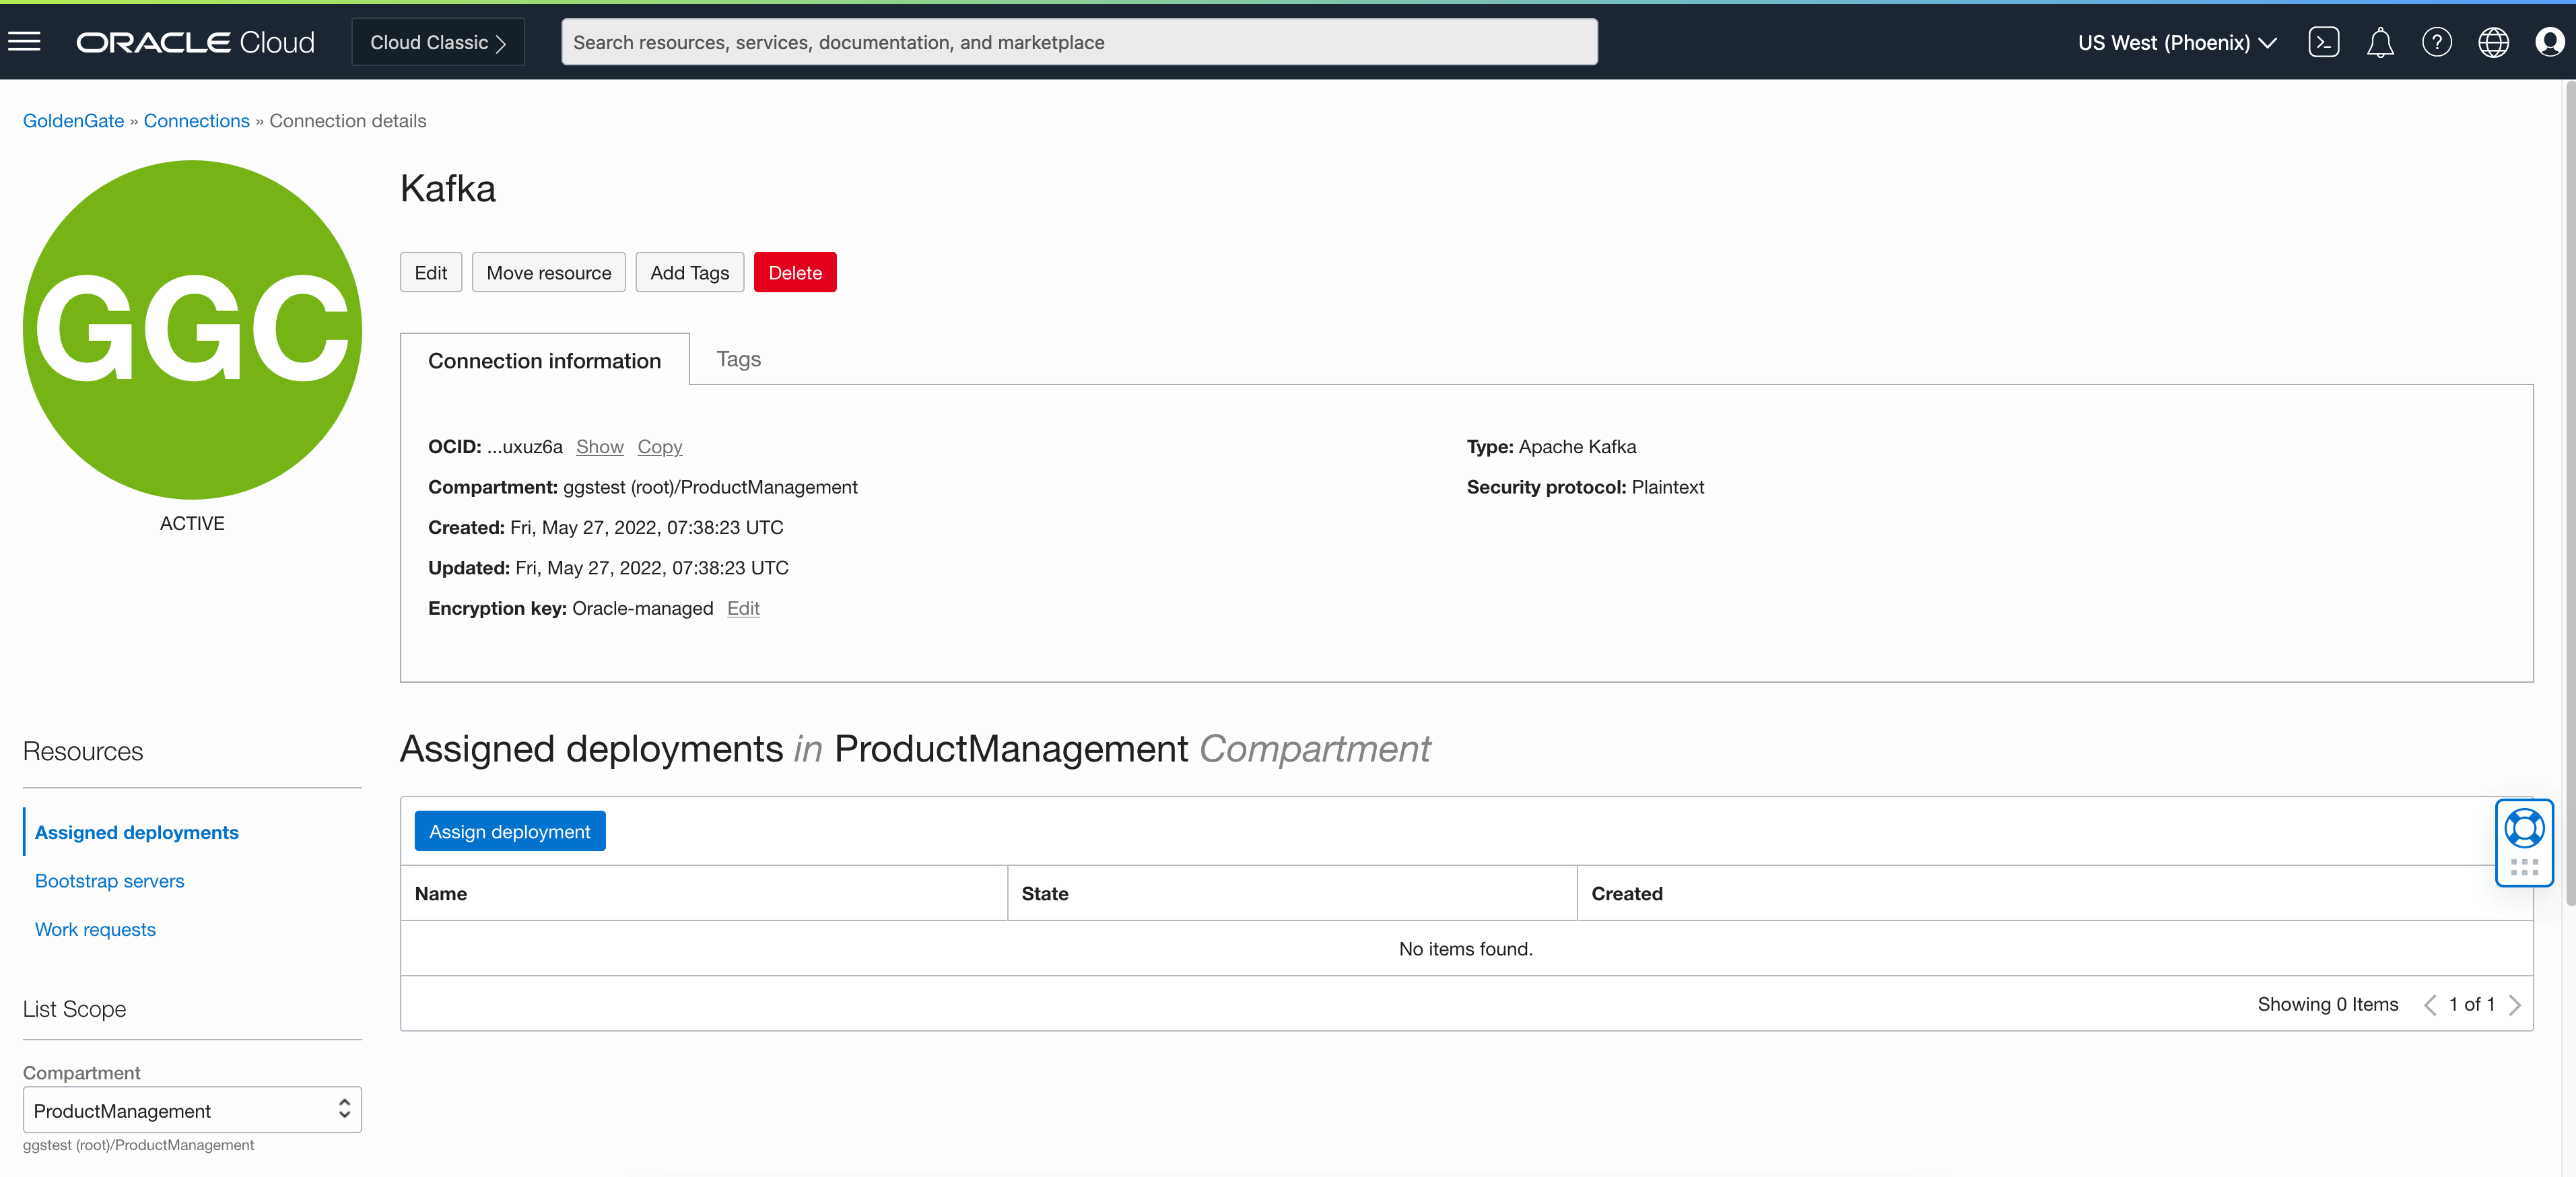 ORACLE Cloud
Cloud Classic
Search resources, services, documentation, and marketplace
US West (Phoenix)
GoldenGate » Connections » Connection details
GGC
ACTIVE
Kafka
Edit
Move resource
Add Tags
Delete
Connection information
Tags
OCID: ...uxuz6a Show Copy
Compartment: ggstest (root)/ProductManagement
Created: Fri, May 27, 2022, 07:38:23 UTC
Updated: Fri, May 27, 2022, 07:38:23 UTC
Encryption key: Oracle-managed Edit
Type: Apache Kafka
Security protocol: Plaintext
Resources
Assigned deployments
Bootstrap servers
Work requests
List Scope
Compartment
ProductManagement
ggstest (root)/ProductManagement
Assigned deployments in ProductManagement Compartment
Assign deployment
Name
State
Created
No items found.
Showing 0 Items
1 of 1